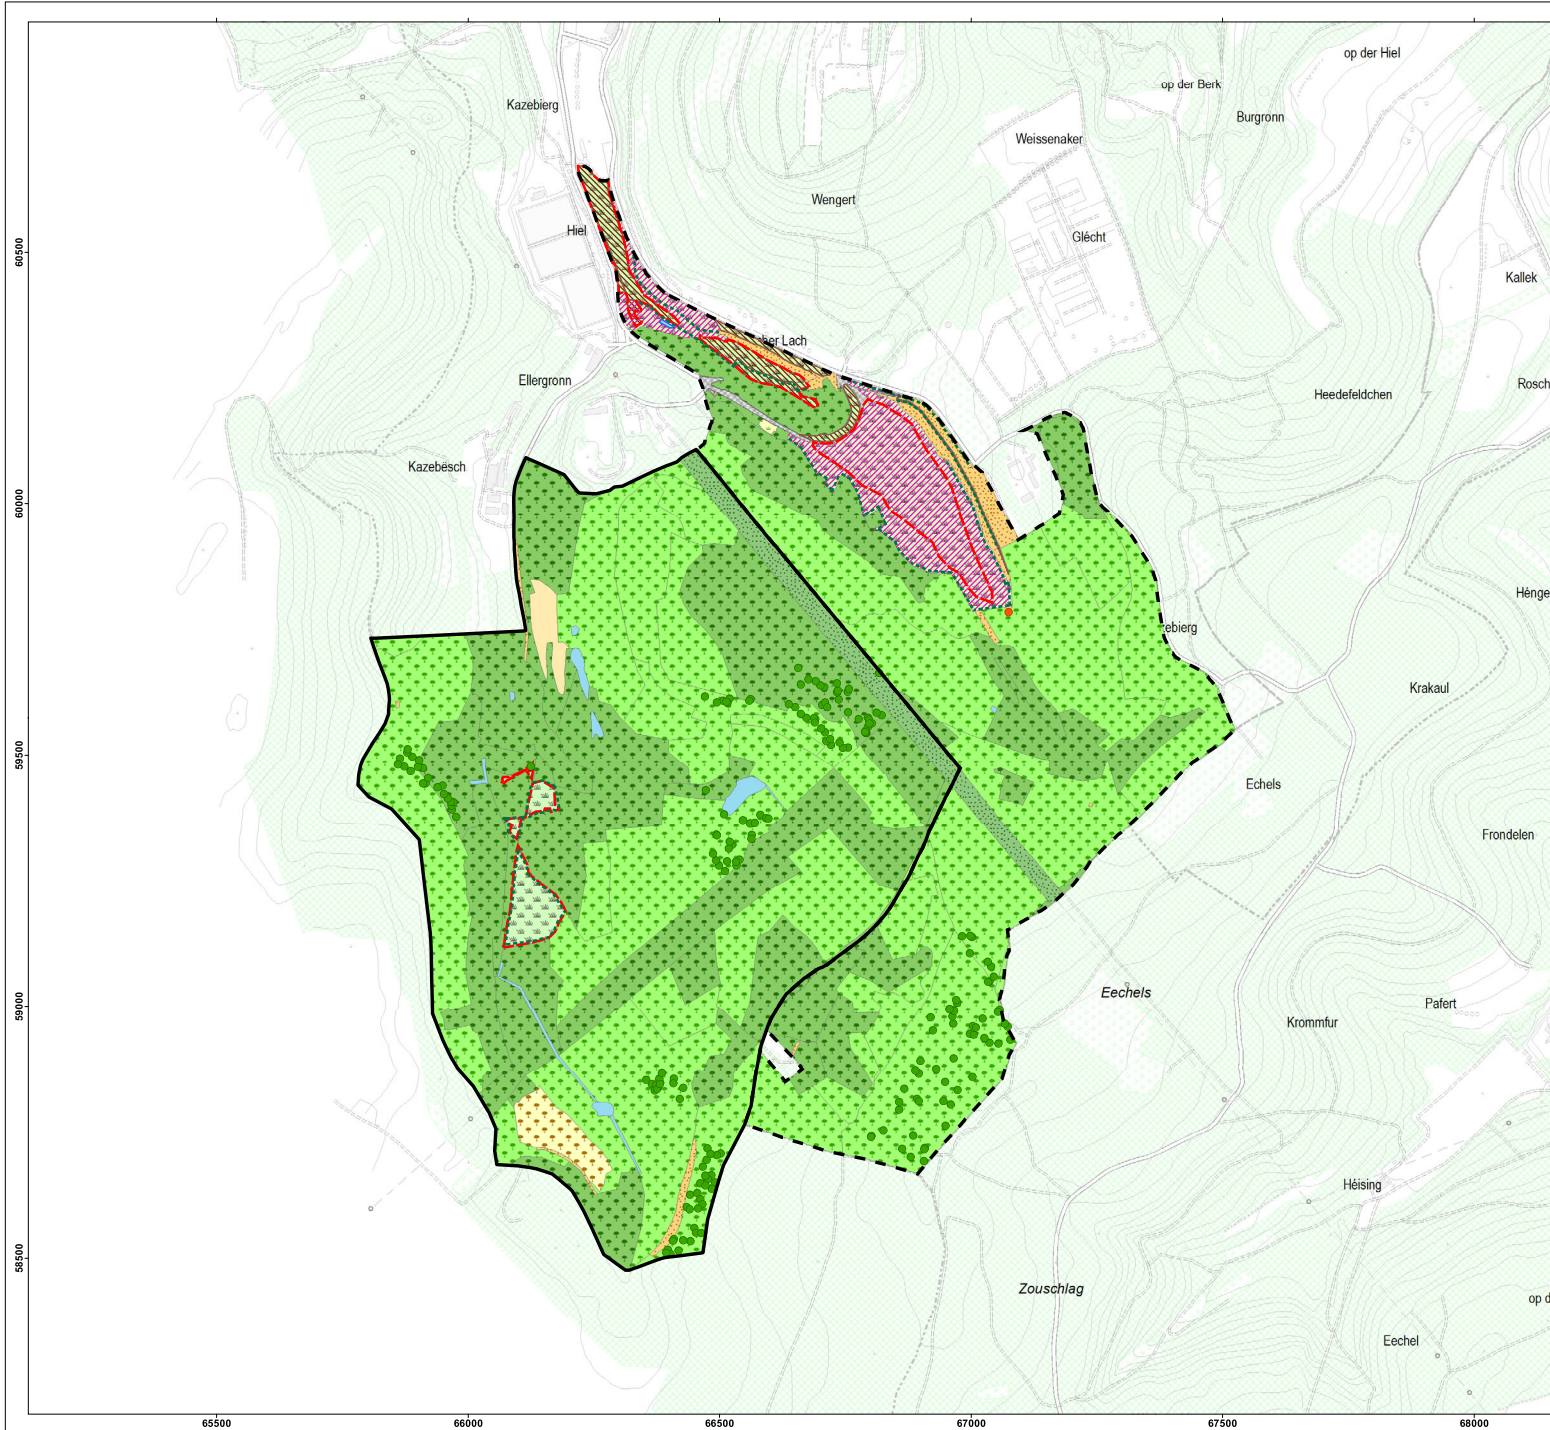 op der Hiel
op der Berk
Kazebierg
Burgronn
Weissenaker
Wengert
Hiel
Glécht
Kallek
60500
her Lach
Ellergronn
Rosch
Heedefeldchen
Kazebësch
60000
Hénge
ebierg
Krakaul
59500
Echels
Frondelen
Eechels
59000
Pafert
Krommfur
Héising
58500
Zouschlag
op d
Eechel
65500 66000 66500 67000 67500 68000